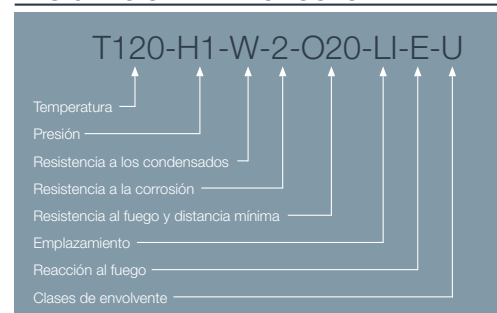 T120-H1-W-2-O20-LI-E-U
Temperatura
Presión
Resistencia a los condensados
Resistencia a la corrosión
Resistencia al fuego y distancia mínima
Emplazamiento
Reacción al fuego
Clases de envolvente